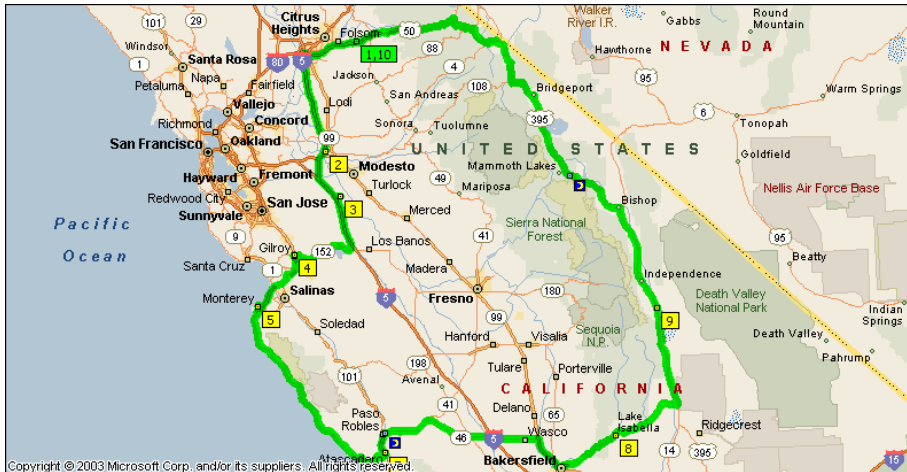 101
29
Citrus
Heights
Folsom
50
Walker
River I.R.
95
Gabbs
Round
Mountain
Windsor
1
Santa Rosa
80
5
1,10
88
Hawthorne
NEVADA
Napa
Petaluma
Fairfield
Jackson
4
108
Bridgeport
95
6
Warm Springs
Vallejo
Lodi
San Andreas
Richmond
Concord
99
Sonora
Tuolumne
395
Tonopah
San Francisco
Oakland
2
Modesto
UNITED STATES
Goldfield
Hayward
Fremont
Mammoth Lakes
Redwood City
Turlock
49
Mariposa
Nellis Air Force Base
Sunnyvale
San Jose
3
Merced
Bishop
Pacific
Ocean
9
Gilroy
152
Los Banos
41
Sierra National
Forest
95
Santa Cruz
1
4
Madera
Beatty
Salinas
5
Fresno
180
Independence
Death Valley
National Park
Indian
Springs
Monterey
5
Soledad
99
9
Hanford
Visalia
Sequoia
N.P.
Death Valley
101
198
Tulare
Pahrump
Avenal
Porterville
CALIFORNIA
41
Delano
65
Paso
Robles
46
5
Wasco
Lake
Isabella
Ridgecrest
Atascadero
8
14
395
Bakersfield
15
Copyright © 2003 Microsoft Corp. and/or its suppliers. All rights reserved.